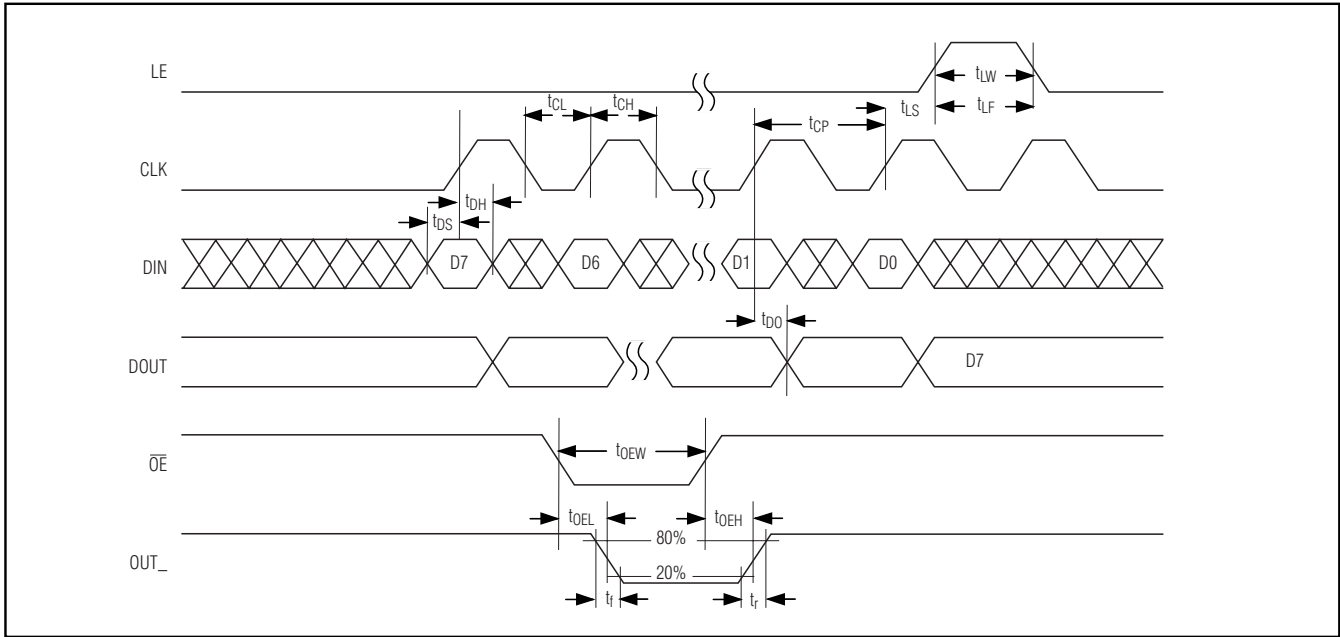 LE
tLW
tLS
tLF
tCL
tCH
tCP
CLK
tDH
tDS
DIN
D7
D6
D1
D0
tDO
DOUT
D7
OE
tOEW
tOEL
tOEH
80%
OUT_
20%
tf
tr